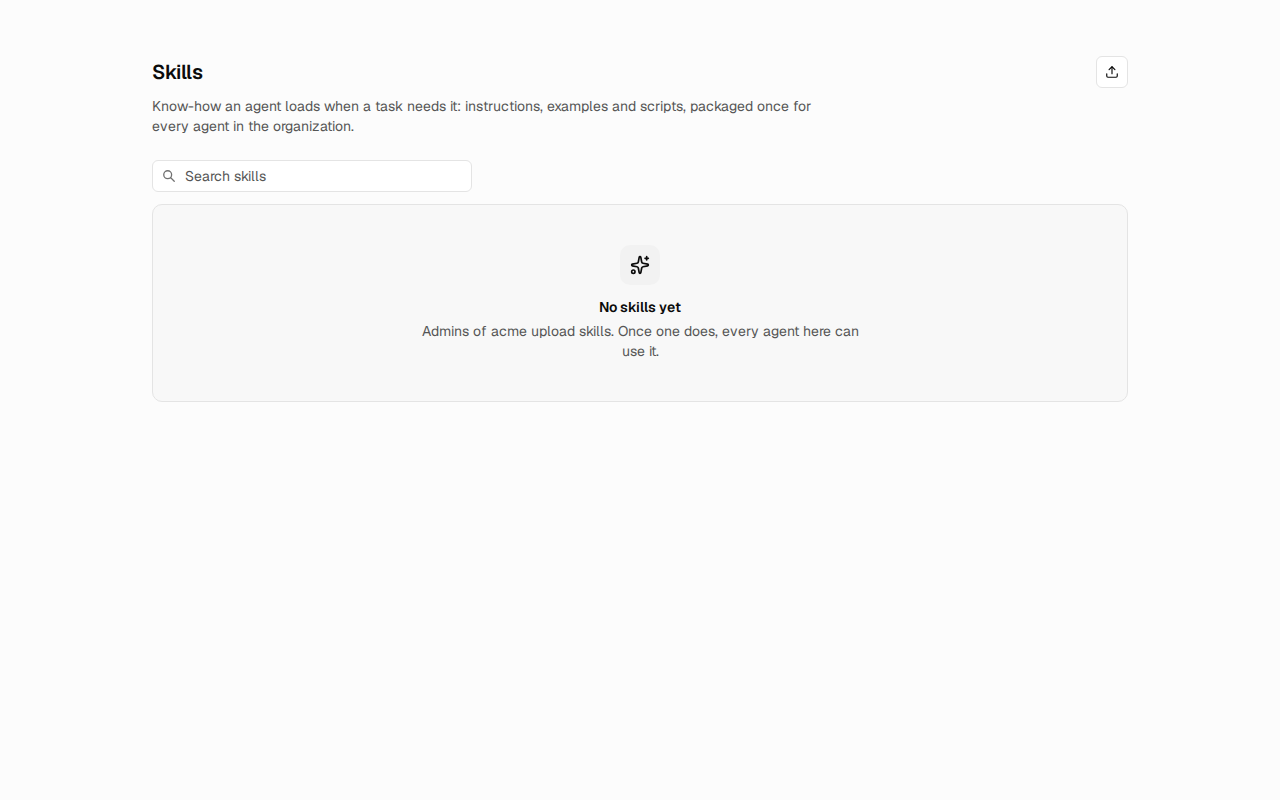 Skills
Know-how an agent loads when a task needs it: instructions, examples and scripts, packaged once for
every agent in the organization.
Search skills
No skills yet
Admins of acme upload skills. Once one does, every agent here can
use it.